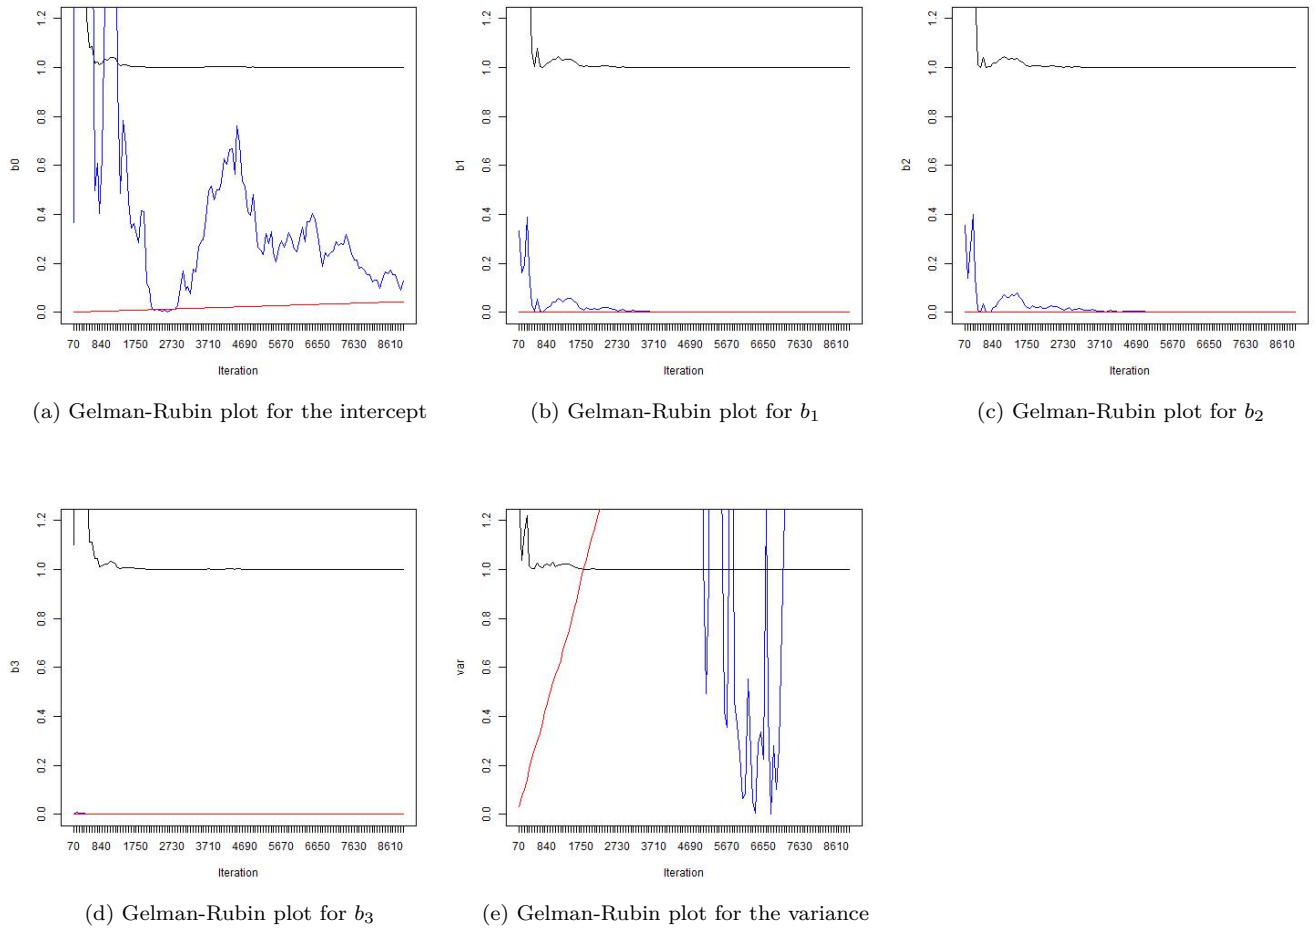 b0
0.0 0.2 0.4 0.6 0.8 1.0 1.2
70 840 1750 2730 3710 4690 5670 6650 7630 8610
Iteration
(a) Gelman-Rubin plot for the intercept
b1
0.0 0.2 0.4 0.6 0.8 1.0 1.2
70 840 1750 2730 3710 4690 5670 6650 7630 8610
Iteration
(b) Gelman-Rubin plot for b1
b2
0.0 0.2 0.4 0.6 0.8 1.0 1.2
70 840 1750 2730 3710 4690 5670 6650 7630 8610
Iteration
(c) Gelman-Rubin plot for b2
b3
0.0 0.2 0.4 0.6 0.8 1.0 1.2
70 840 1750 2730 3710 4690 5670 6650 7630 8610
Iteration
(d) Gelman-Rubin plot for b3
var
0.0 0.2 0.4 0.6 0.8 1.0 1.2
70 840 1750 2730 3710 4690 5670 6650 7630 8610
Iteration
(e) Gelman-Rubin plot for the variance